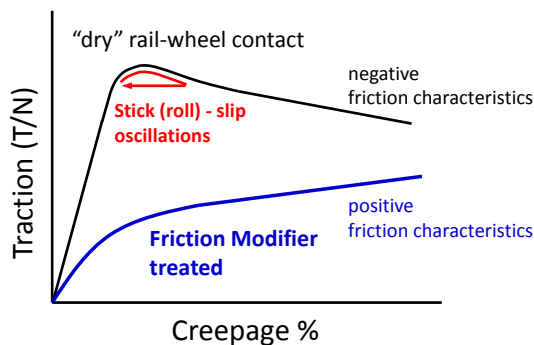 “dry” rail-wheel contact
negative
friction characteristics
Stick (roll) - slip
oscillations
Traction (T/N)
positive
friction characteristics
Friction Modifier
treated
Creepage %